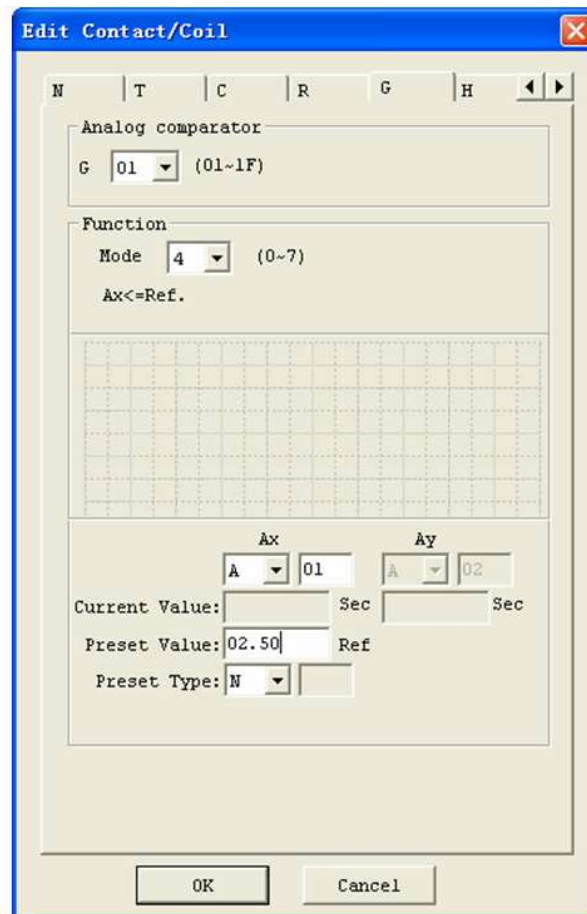 Edit Contact/Coil
N T C R G H
Analog comparator
G 01 (01~1F)
Function
Mode 4 (0~7)
Ax<=Ref.
Ax Ay
A 01 A 02
Current Value: Sec Sec
Preset Value: 02.50 Ref
Preset Type: N
OK Cancel